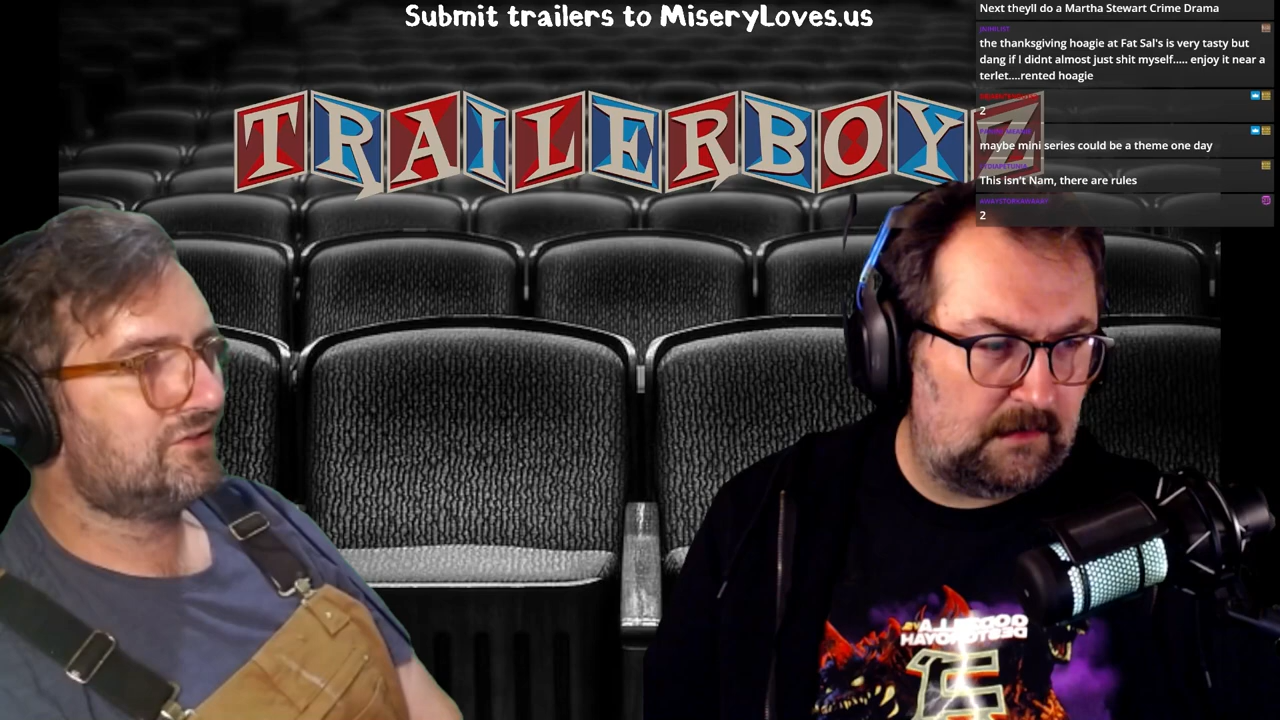 Submit trailers to MiseryLoves.us
TRAILERBOYZ
Next theyll do a Martha Stewart Crime Drama
the thanksgiving hoagie at Fat Sal's is very tasty but
dang if I didnt almost just shit myself..... enjoy it near a
terlet....rented hoagie
2
maybe mini series could be a theme one day
This isn't Nam, there are rules
2